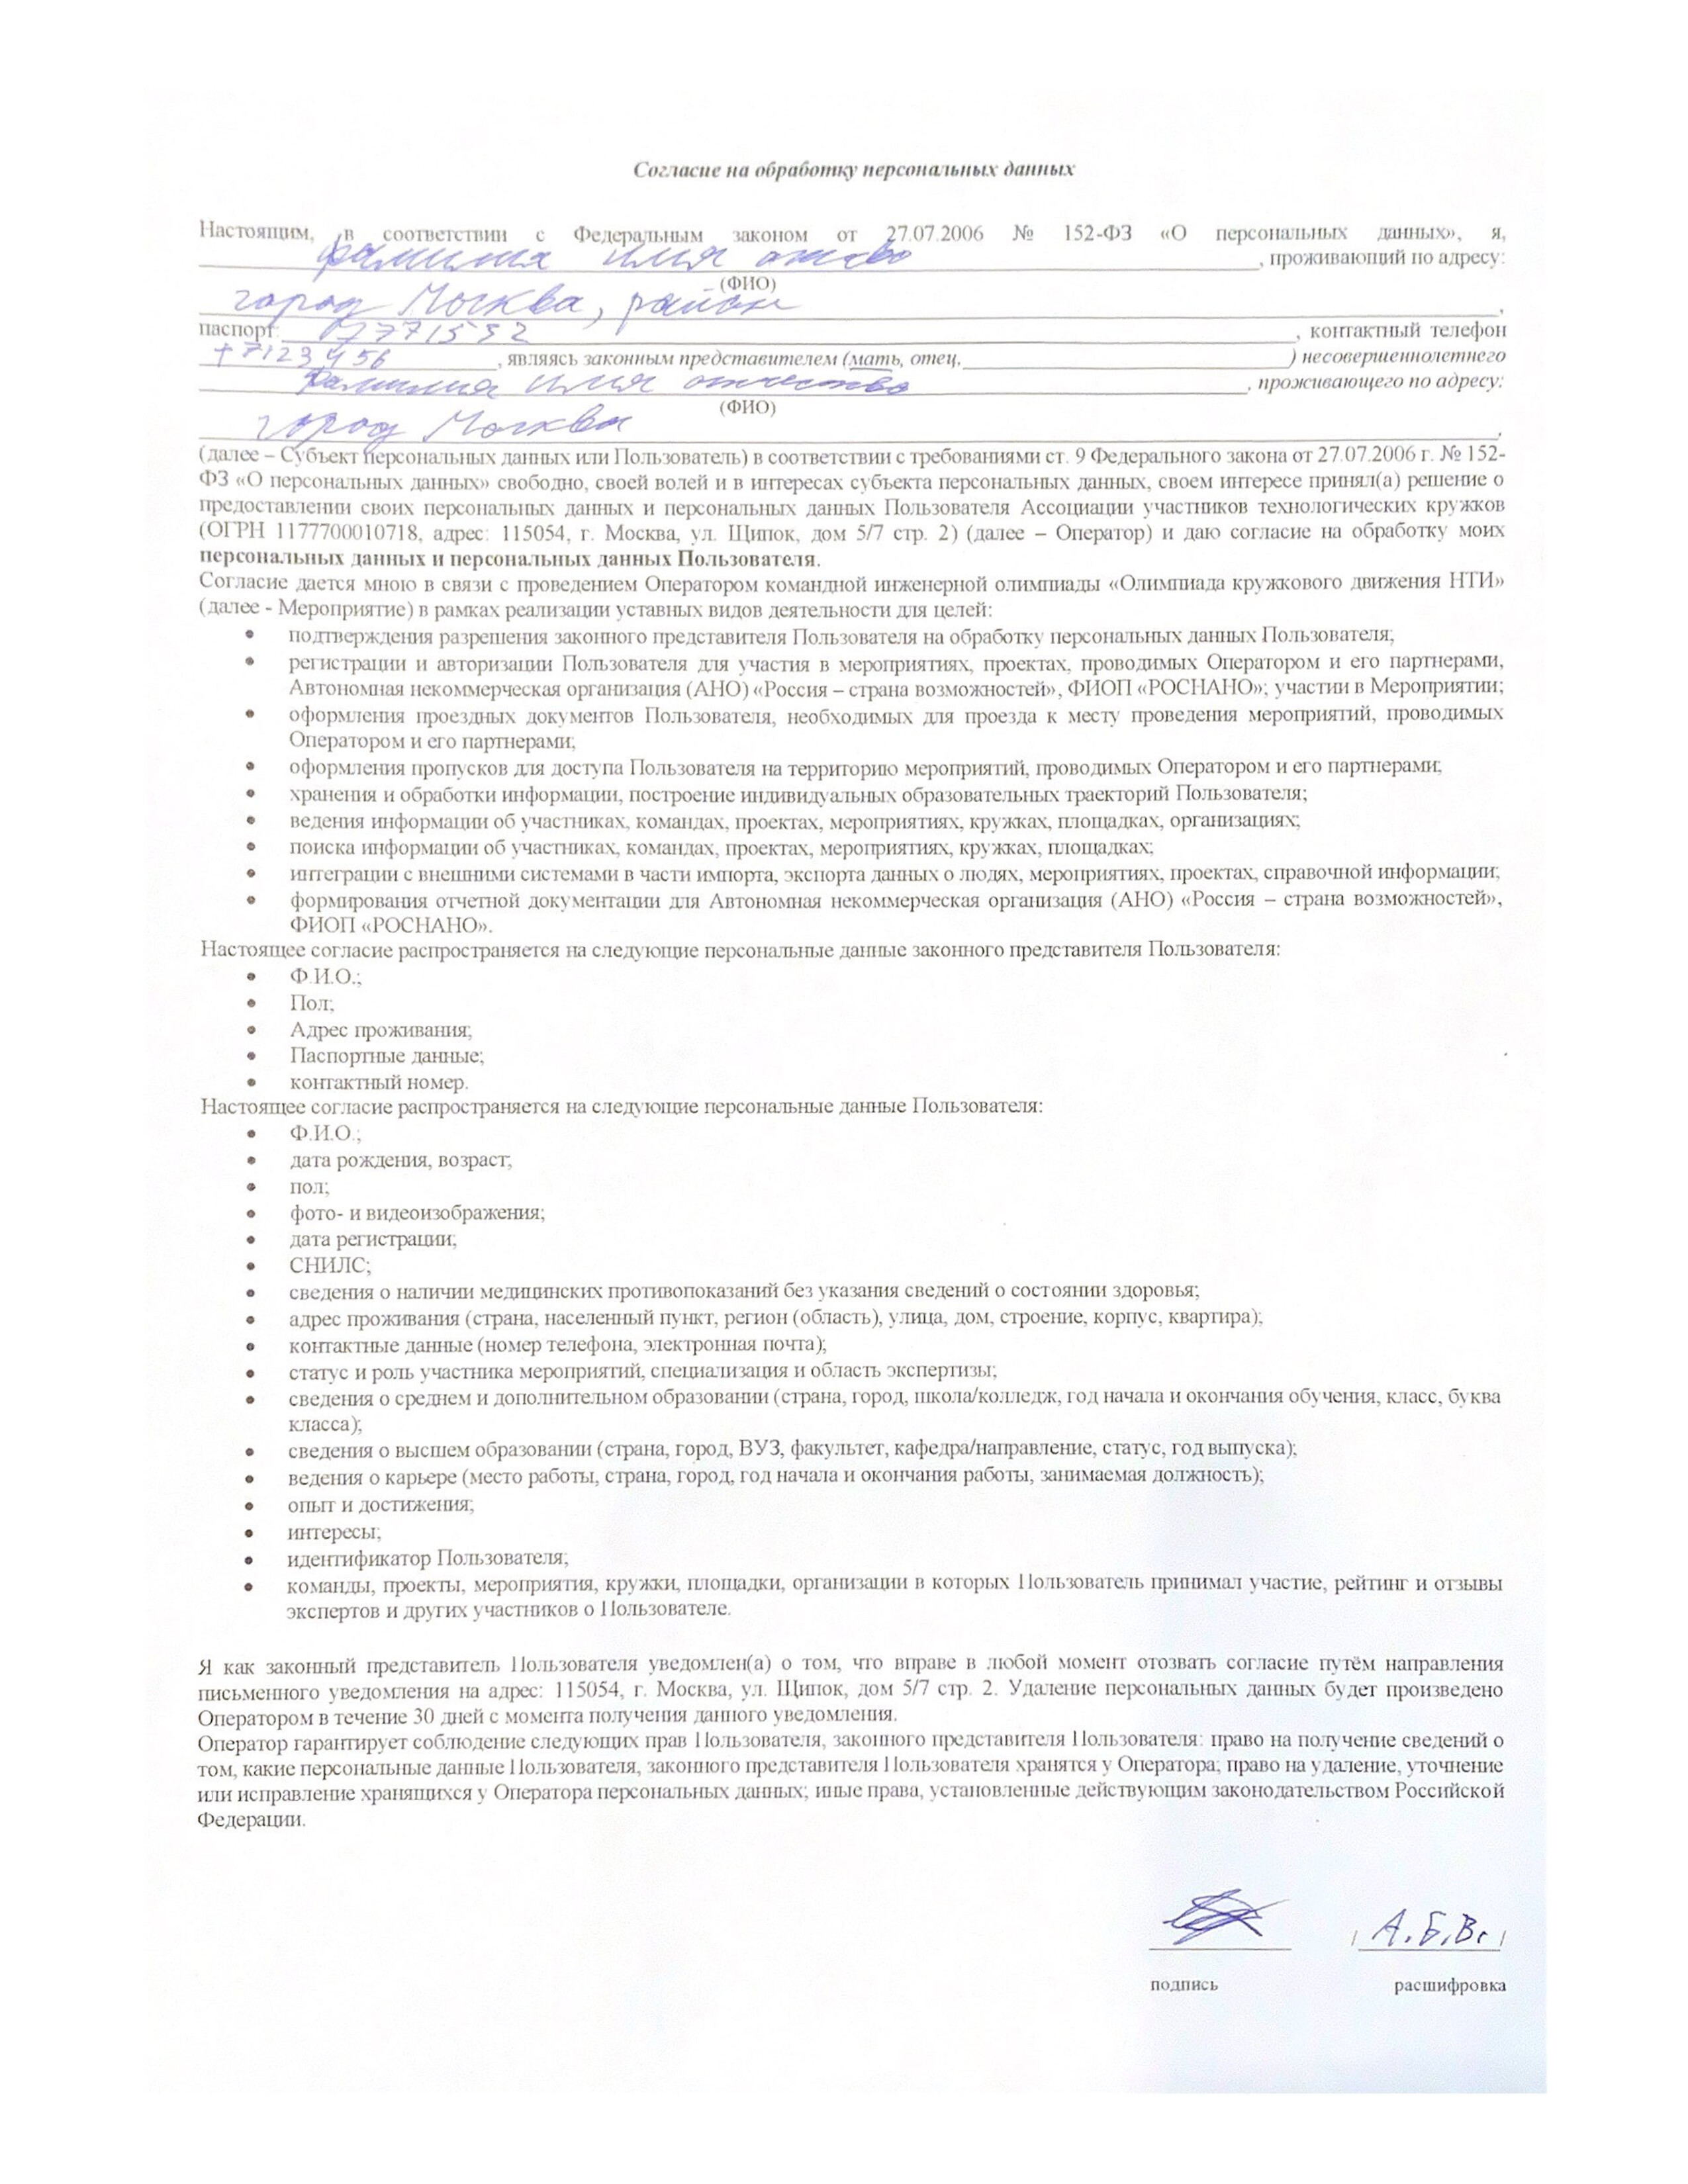 Согласие на обработку персональных данных
Настоящим, в соответствии с Федеральным законом от 27.07.2006 № 152-ФЗ «О персональных данных», я,
фамилия имя , проживающий по адресу:
(ФИО)
город Москва, район ,
паспорт: 17771532 , контактный телефон
+7123456 , являясь законным представителем (мать, отец, ) несовершеннолетнего
фамилия имя отчество , проживающего по адресу:
(ФИО)
город Москва ,
(далее – Субъект персональных данных или Пользователь) в соответствии с требованиями ст. 9 Федерального закона от 27.07.2006 г. № 152-
ФЗ «О персональных данных» свободно, своей волей и в интересах субъекта персональных данных, своем интересе принял(а) решение о
предоставлении своих персональных данных и персональных данных Пользователя Ассоциации участников технологических кружков
(ОГРН 1177700010718, адрес: 115054, г. Москва, ул. Щипок, дом 5/7 стр. 2) (далее – Оператор) и даю согласие на обработку моих
персональных данных и персональных данных Пользователя.
Согласие дается мною в связи с проведением Оператором командной инженерной олимпиады «Олимпиада кружкового движения НТИ»
(далее - Мероприятие) в рамках реализации уставных видов деятельности для целей:
• подтверждения разрешения законного представителя Пользователя на обработку персональных данных Пользователя;
• регистрации и авторизации Пользователя для участия в мероприятиях, проектах, проводимых Оператором и его партнерами,
Автономная некоммерческая организация (АНО) «Россия – страна возможностей», ФИОП «РОСНАНО»; участии в Мероприятии;
• оформления проездных документов Пользователя, необходимых для проезда к месту проведения мероприятий, проводимых
Оператором и его партнерами;
• оформления пропусков для доступа Пользователя на территорию мероприятий, проводимых Оператором и его партнерами;
• хранения и обработки информации, построение индивидуальных образовательных траекторий Пользователя;
• ведения информации об участниках, командах, проектах, мероприятиях, кружках, площадках, организациях;
• поиска информации об участниках, командах, проектах, мероприятиях, кружках, площадках;
• интеграции с внешними системами в части импорта, экспорта данных о людях, мероприятиях, проектах, справочной информации;
• формирования отчетной документации для Автономная некоммерческая организация (АНО) «Россия – страна возможностей»,
ФИОП «РОСНАНО».
Настоящее согласие распространяется на следующие персональные данные законного представителя Пользователя:
• Ф.И.О.;
• Пол;
• Адрес проживания;
• Паспортные данные;
• контактный номер.
Настоящее согласие распространяется на следующие персональные данные Пользователя:
• Ф.И.О.;
• дата рождения, возраст;
• пол;
• фото- и видеоизображения;
• дата регистрации;
• СНИЛС;
• сведения о наличии медицинских противопоказаний без указания сведений о состоянии здоровья;
• адрес проживания (страна, населенный пункт, регион (область), улица, дом, строение, корпус, квартира);
• контактные данные (номер телефона, электронная почта);
• статус и роль участника мероприятий, специализация и область экспертизы;
• сведения о среднем и дополнительном образовании (страна, город, школа/колледж, год начала и окончания обучения, класс, буква
класса);
• сведения о высшем образовании (страна, город, ВУЗ, факультет, кафедра/направление, статус, год выпуска);
• ведения о карьере (место работы, страна, город, год начала и окончания работы, занимаемая должность);
• опыт и достижения;
• интересы;
• идентификатор Пользователя;
• команды, проекты, мероприятия, кружки, площадки, организации в которых Пользователь принимал участие, рейтинг и отзывы
экспертов и других участников о Пользователе.
Я как законный представитель Пользователя уведомлен(а) о том, что вправе в любой момент отозвать согласие путём направления
письменного уведомления на адрес: 115054, г. Москва, ул. Щипок, дом 5/7 стр. 2. Удаление персональных данных будет произведено
Оператором в течение 30 дней с момента получения данного уведомления.
Оператор гарантирует соблюдение следующих прав Пользователя, законного представителя Пользователя: право на получение сведений о
том, какие персональные данные Пользователя, законного представителя Пользователя хранятся у Оператора; право на удаление, уточнение
или исправление хранящихся у Оператора персональных данных; иные права, установленные действующим законодательством Российской
Федерации.
/ А.Б.В. /
подпись расшифровка